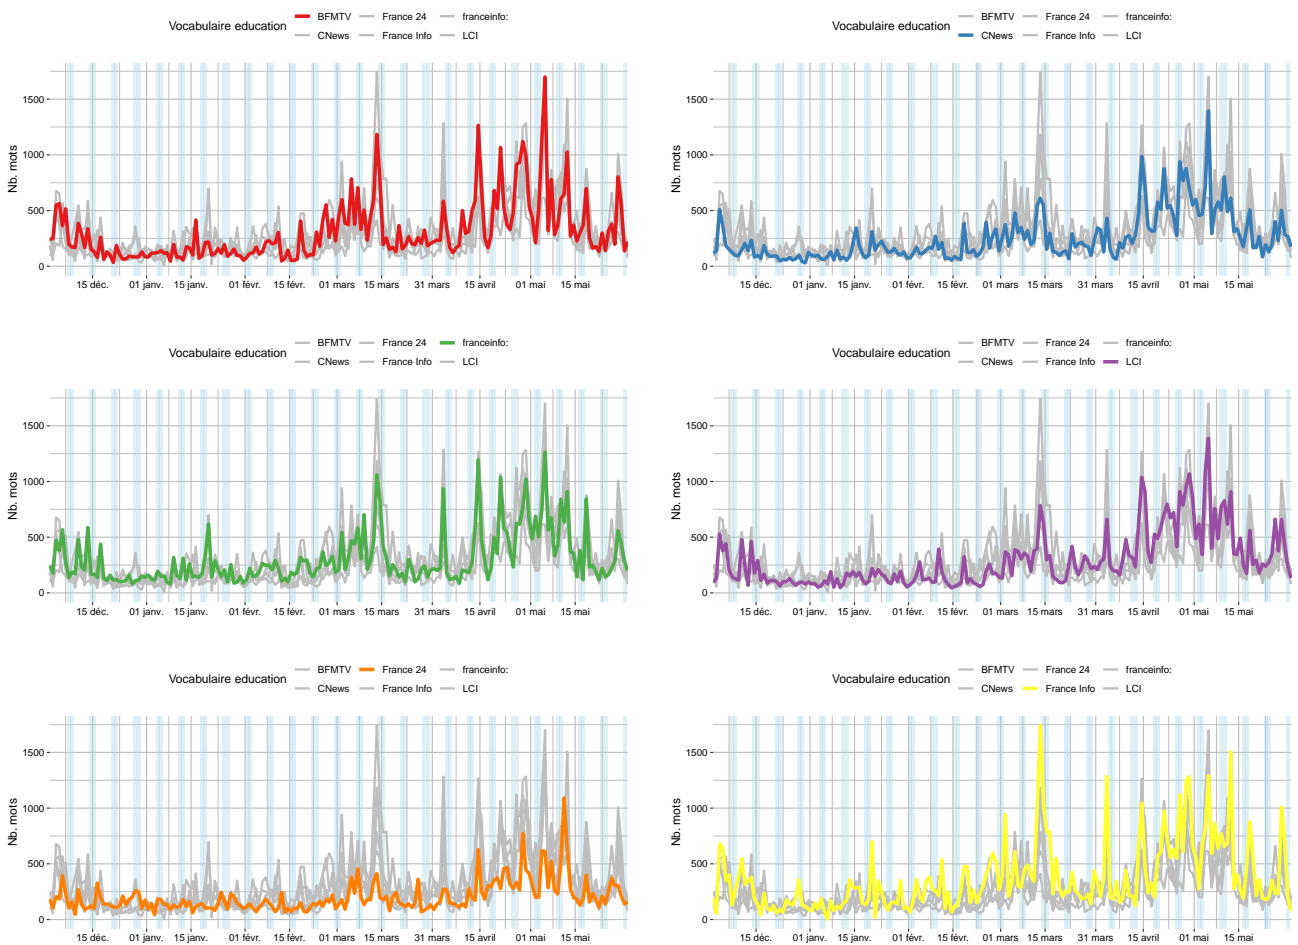 Vocabulaire education BFMTV France 24 franceinfo:
CNews France Info LCI
Nb. mots
1500
1000
500
0
15 déc. 01 janv. 15 janv. 01 févr. 15 févr. 01 mars 15 mars 31 mars 15 avril 01 mai 15 mai
Vocabulaire education BFMTV France 24 franceinfo:
CNews France Info LCI
Nb. mots
1500
1000
500
0
15 déc. 01 janv. 15 janv. 01 févr. 15 févr. 01 mars 15 mars 31 mars 15 avril 01 mai 15 mai
Vocabulaire education BFMTV France 24 franceinfo:
CNews France Info LCI
Nb. mots
1500
1000
500
0
15 déc. 01 janv. 15 janv. 01 févr. 15 févr. 01 mars 15 mars 31 mars 15 avril 01 mai 15 mai
Vocabulaire education BFMTV France 24 franceinfo:
CNews France Info LCI
Nb. mots
1500
1000
500
0
15 déc. 01 janv. 15 janv. 01 févr. 15 févr. 01 mars 15 mars 31 mars 15 avril 01 mai 15 mai
Vocabulaire education BFMTV France 24 franceinfo:
CNews France Info LCI
Nb. mots
1500
1000
500
0
15 déc. 01 janv. 15 janv. 01 févr. 15 févr. 01 mars 15 mars 31 mars 15 avril 01 mai 15 mai
Vocabulaire education BFMTV France 24 franceinfo:
CNews France Info LCI
Nb. mots
1500
1000
500
0
15 déc. 01 janv. 15 janv. 01 févr. 15 févr. 01 mars 15 mars 31 mars 15 avril 01 mai 15 mai